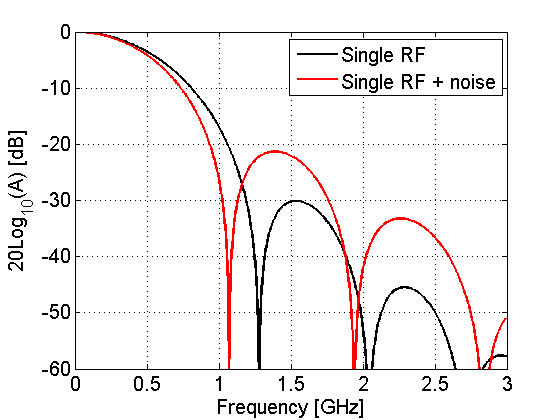 0
-10
-20
-30
-40
-50
-60
20Log10(A) [dB]
Single RF
Single RF + noise
0 0.5 1 1.5 2 2.5 3
Frequency [GHz]